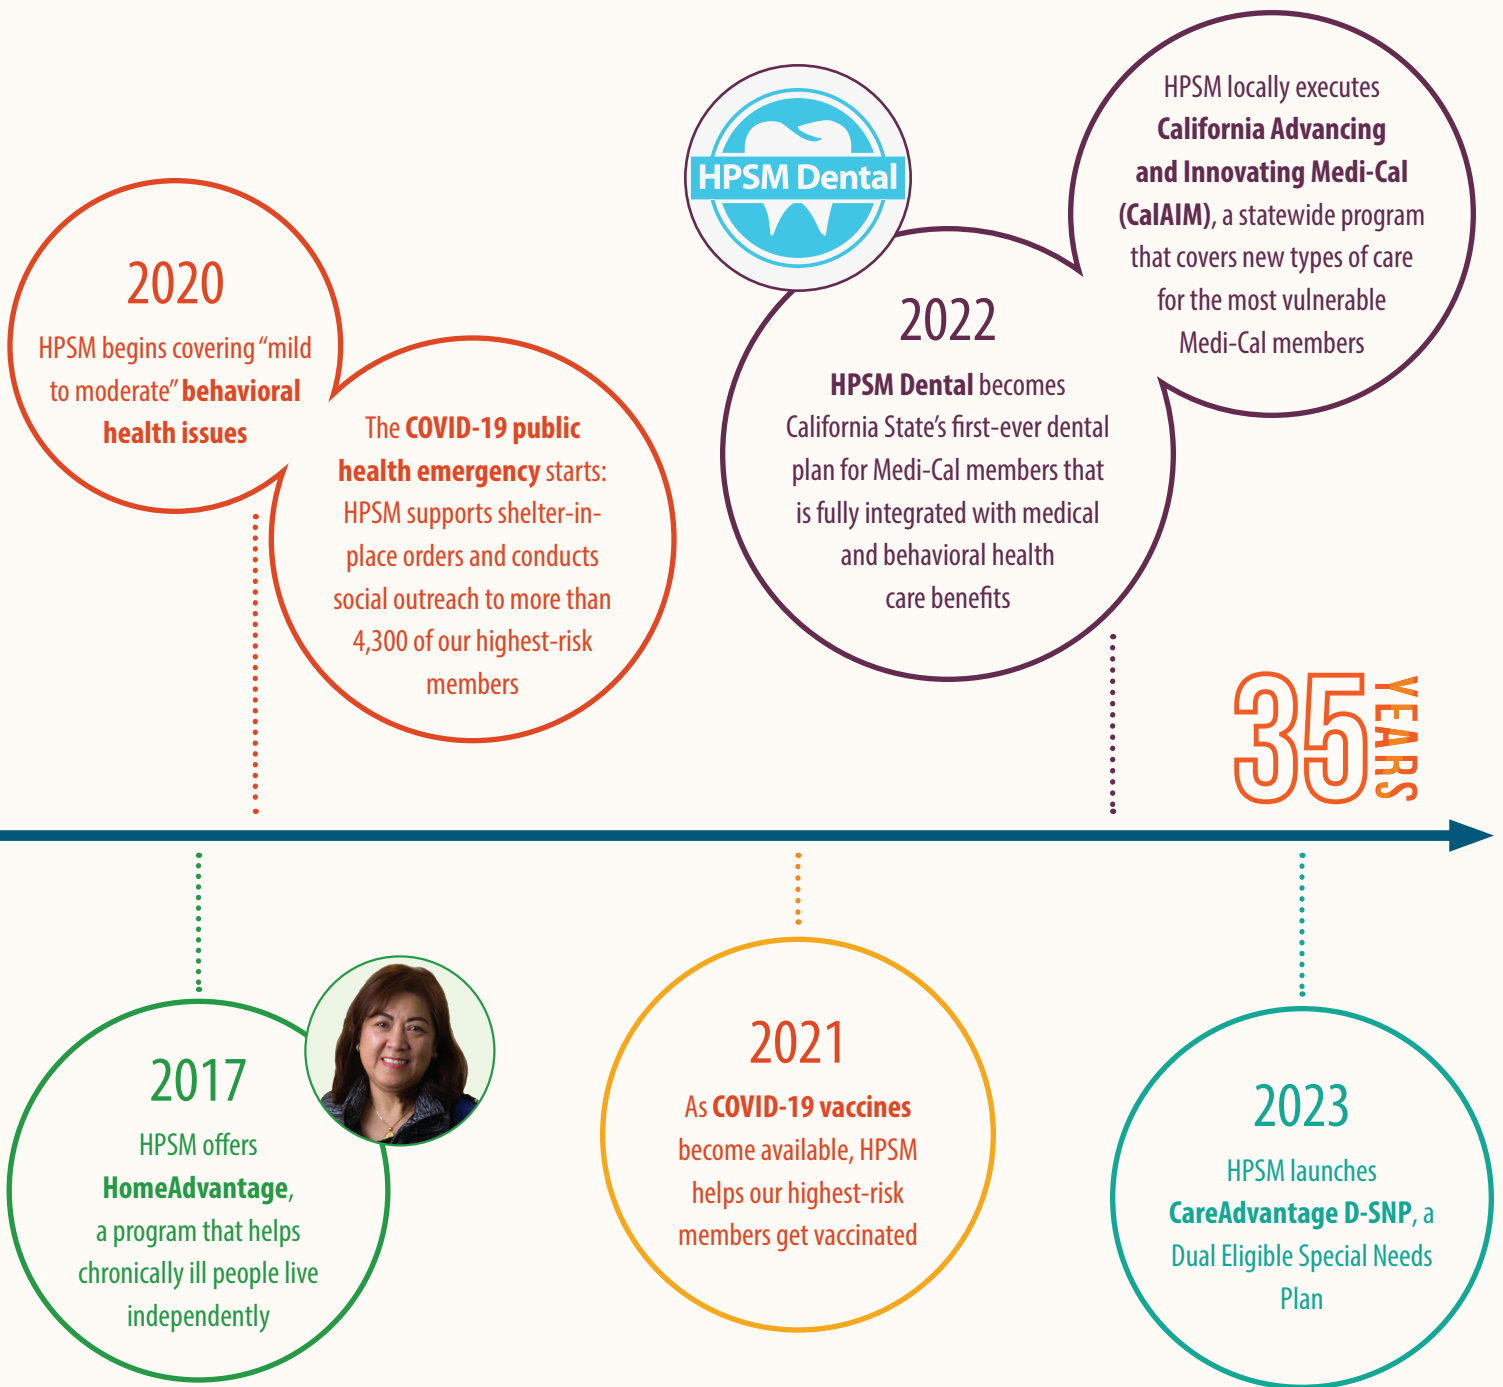 2020
HPSM begins covering “mild
to moderate” behavioral
health issues
The COVID-19 public
health emergency starts:
HPSM supports shelter-in-
place orders and conducts
social outreach to more than
4,300 of our highest-risk
members
HPSM Dental
2022
HPSM Dental becomes
California State’s first-ever dental
plan for Medi-Cal members that
is fully integrated with medical
and behavioral health
care benefits
HPSM locally executes
California Advancing
and Innovating Medi-Cal
(CalAIM), a statewide program
that covers new types of care
for the most vulnerable
Medi-Cal members
35 YEARS
2017
HPSM offers
HomeAdvantage,
a program that helps
chronically ill people live
independently
2021
As COVID-19 vaccines
become available, HPSM
helps our highest-risk
members get vaccinated
2023
HPSM launches
CareAdvantage D-SNP, a
Dual Eligible Special Needs
Plan